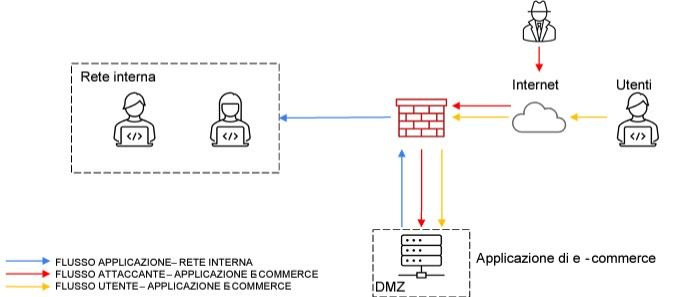 Rete interna
Internet
Utenti
Applicazione di e - commerce
DMZ
FLUSSO APPLICAZIONE– RETE INTERNA
FLUSSO ATTACCANTE – APPLICAZIONE E-COMMERCE
FLUSSO UTENTE – APPLICAZIONE E-COMMERCE